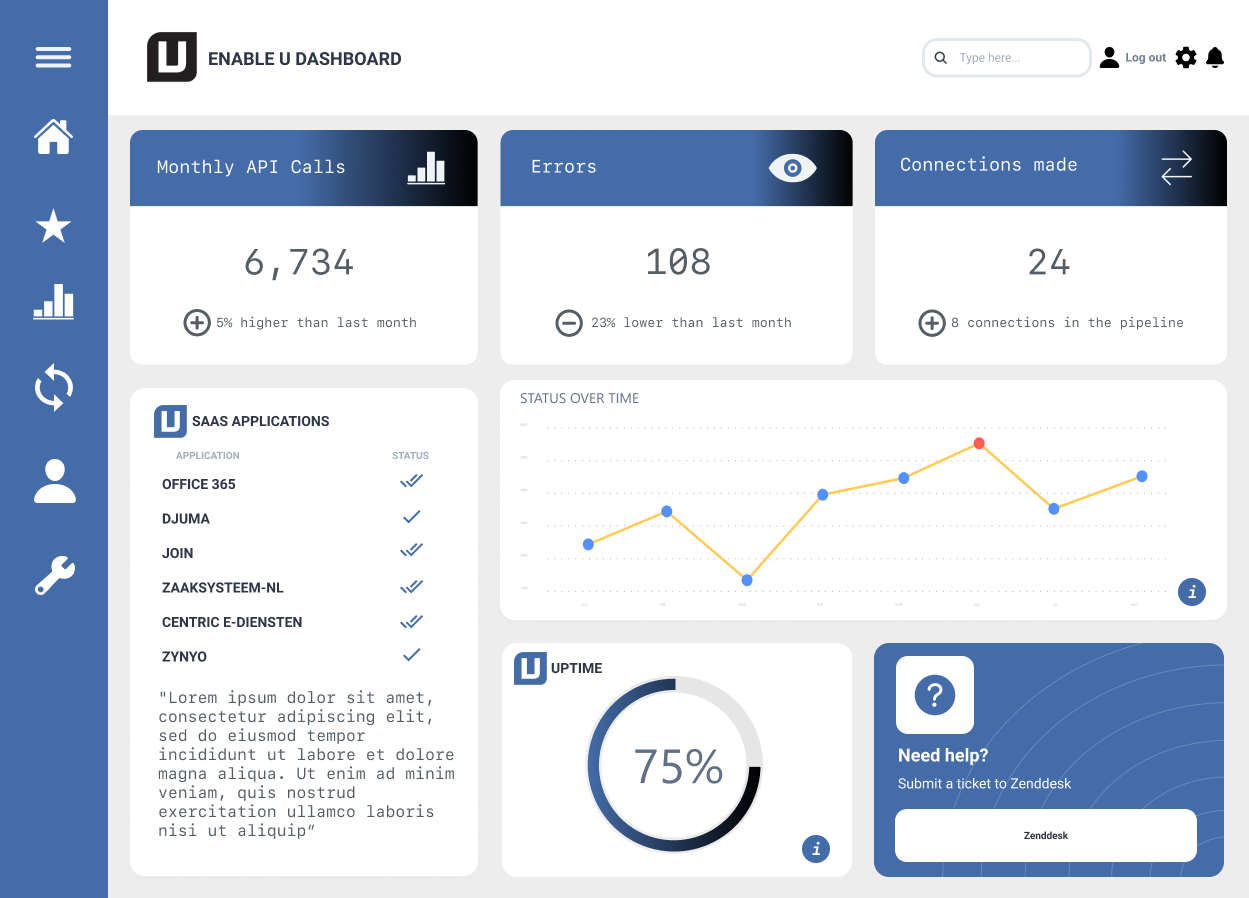 ENABLE U DASHBOARD
Type here...
Log out
Monthly API Calls
Errors
Connections made
6,734
108
24
5% higher than last month
23% lower than last month
8 connections in the pipeline
SAAS APPLICATIONS
APPLICATION STATUS
OFFICE 365
DJUMA
JOIN
ZAAKSYSTEEM-NL
CENTRIC E-DIENSTEN
ZYNYO
"Lorem ipsum dolor sit amet,
consectetur adipiscing elit,
sed do eiusmod tempor
incididunt ut labore et dolore
magna aliqua. Ut enim ad minim
veniam, quis nostrud
exercitation ullamco laboris
nisi ut aliquip”
STATUS OVER TIME
i
UPTIME
75%
i
?
Need help?
Submit a ticket to Zenddesk
Zenddesk